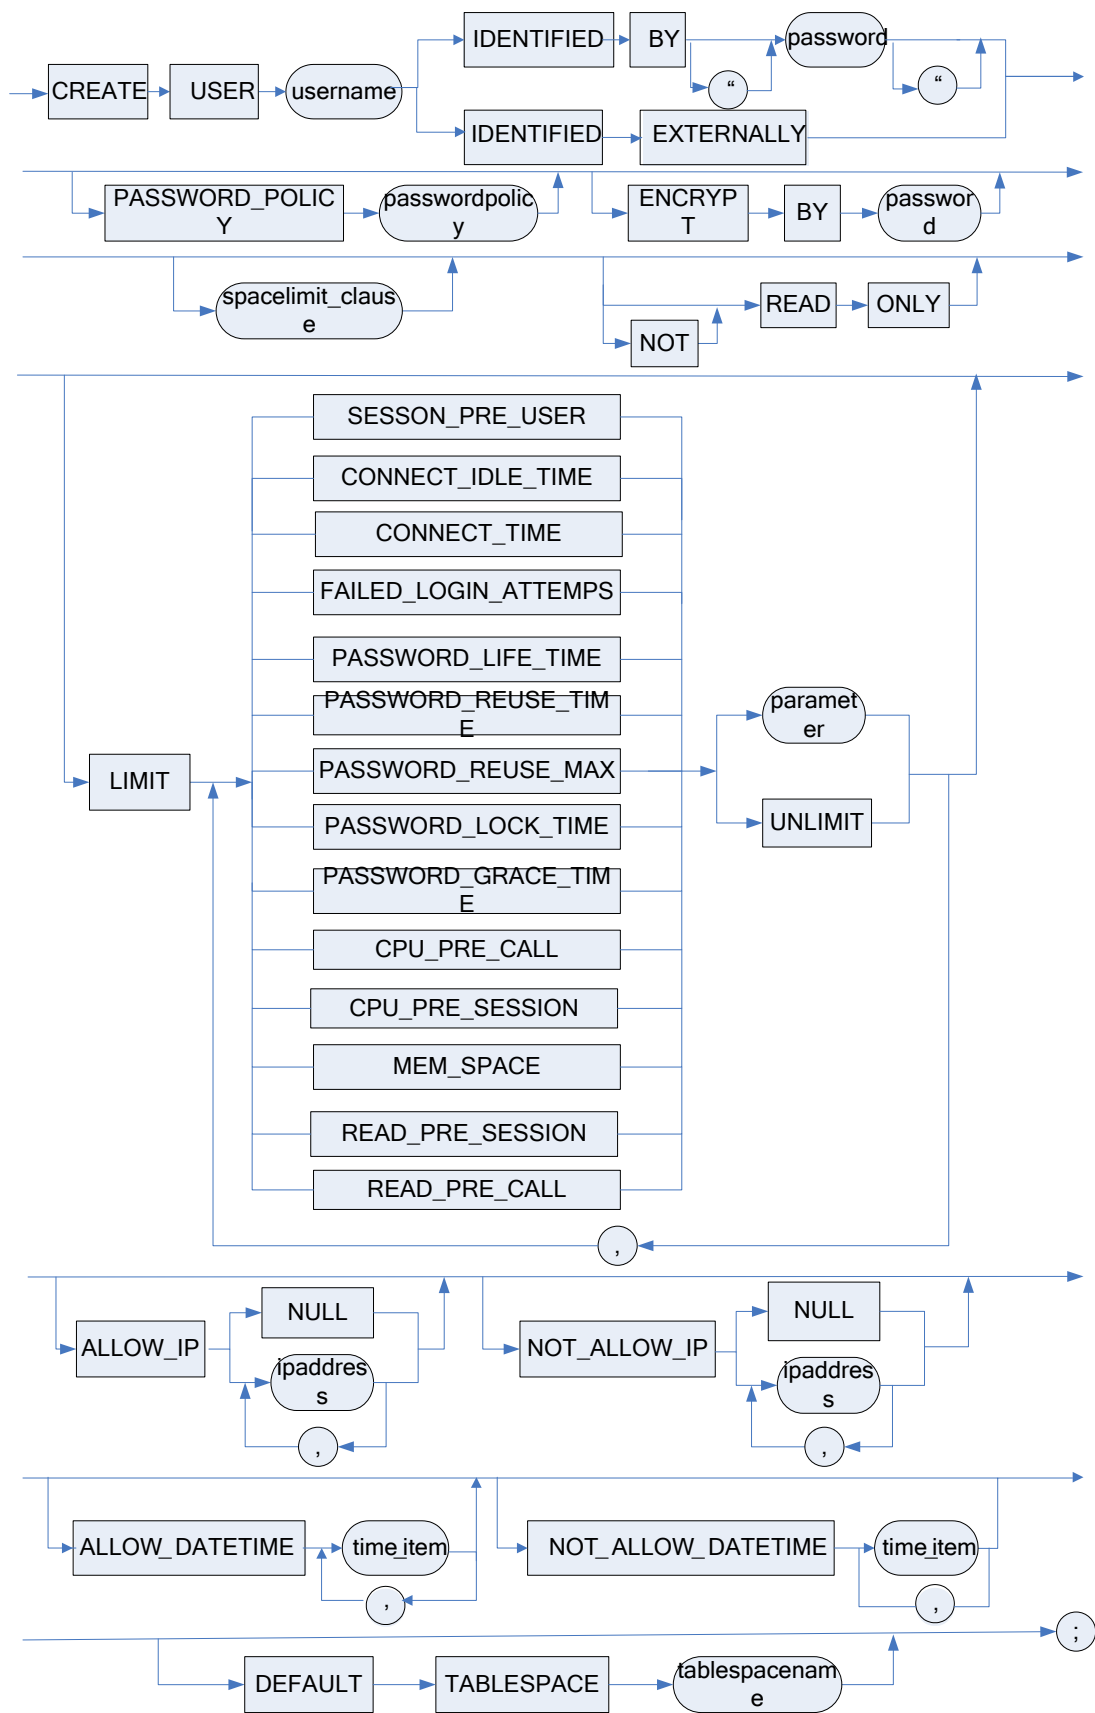 IDENTIFIED BY password
“ “
CREATE USER username
IDENTIFIED EXTERNALLY
PASSWORD_POLIC
Y
passwordpolic
y
ENCRYP
T
BY
passwor
d
spacelimit_claus
e
READ ONLY
NOT
SESSON_PRE_USER
CONNECT_IDLE_TIME
CONNECT_TIME
FAILED_LOGIN_ATTEMPS
PASSWORD_LIFE_TIME
PASSWORD_REUSE_TIM
E
paramet
er
LIMIT
PASSWORD_REUSE_MAX
PASSWORD_LOCK_TIME
UNLIMIT
PASSWORD_GRACE_TIM
E
CPU_PRE_CALL
CPU_PRE_SESSION
MEM_SPACE
READ_PRE_SESSION
READ_PRE_CALL
,
ALLOW_IP
NULL
ipaddres
s
,
NOT_ALLOW_IP
NULL
ipaddres
s
,
ALLOW_DATETIME time_item
,
NOT_ALLOW_DATETIME time_item
,
;
DEFAULT TABLESPACE
tablespacenam
e